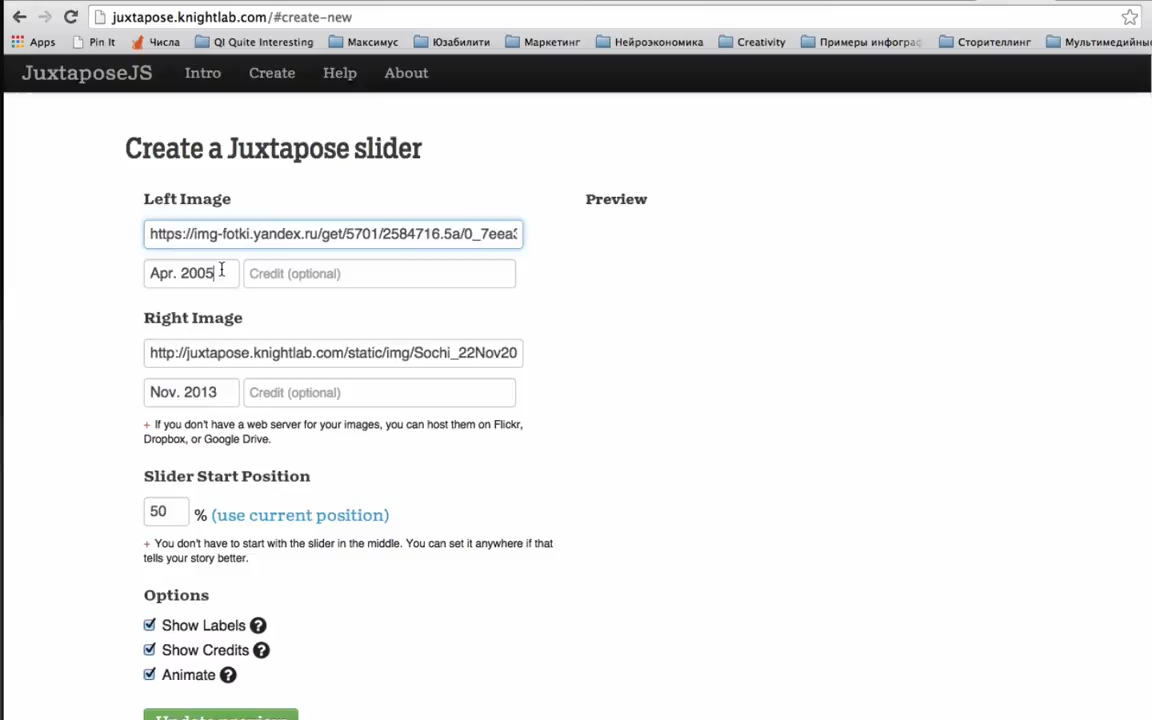 juxtapose.knightlab.com/#create-new
Apps Pin It Числа QI Quite Interesting Максимус Юзабилити Маркетинг Нейроэкономика Creativity Примеры инфограф Сторителлинг Мультимедийны
JuxtaposeJS Intro Create Help About
Create a Juxtapose slider
Left Image
Preview
https://img-fotki.yandex.ru/get/5701/2584716.5a/0_7eea3
Apr. 2005 Credit (optional)
Right Image
http://juxtapose.knightlab.com/static/img/Sochi_22Nov20
Nov. 2013 Credit (optional)
+ If you don't have a web server for your images, you can host them on Flickr,
Dropbox, or Google Drive.
Slider Start Position
50 % (use current position)
+ You don't have to start with the slider in the middle. You can set it anywhere if that
tells your story better.
Options
Show Labels ?
Show Credits ?
Animate ?
Update preview